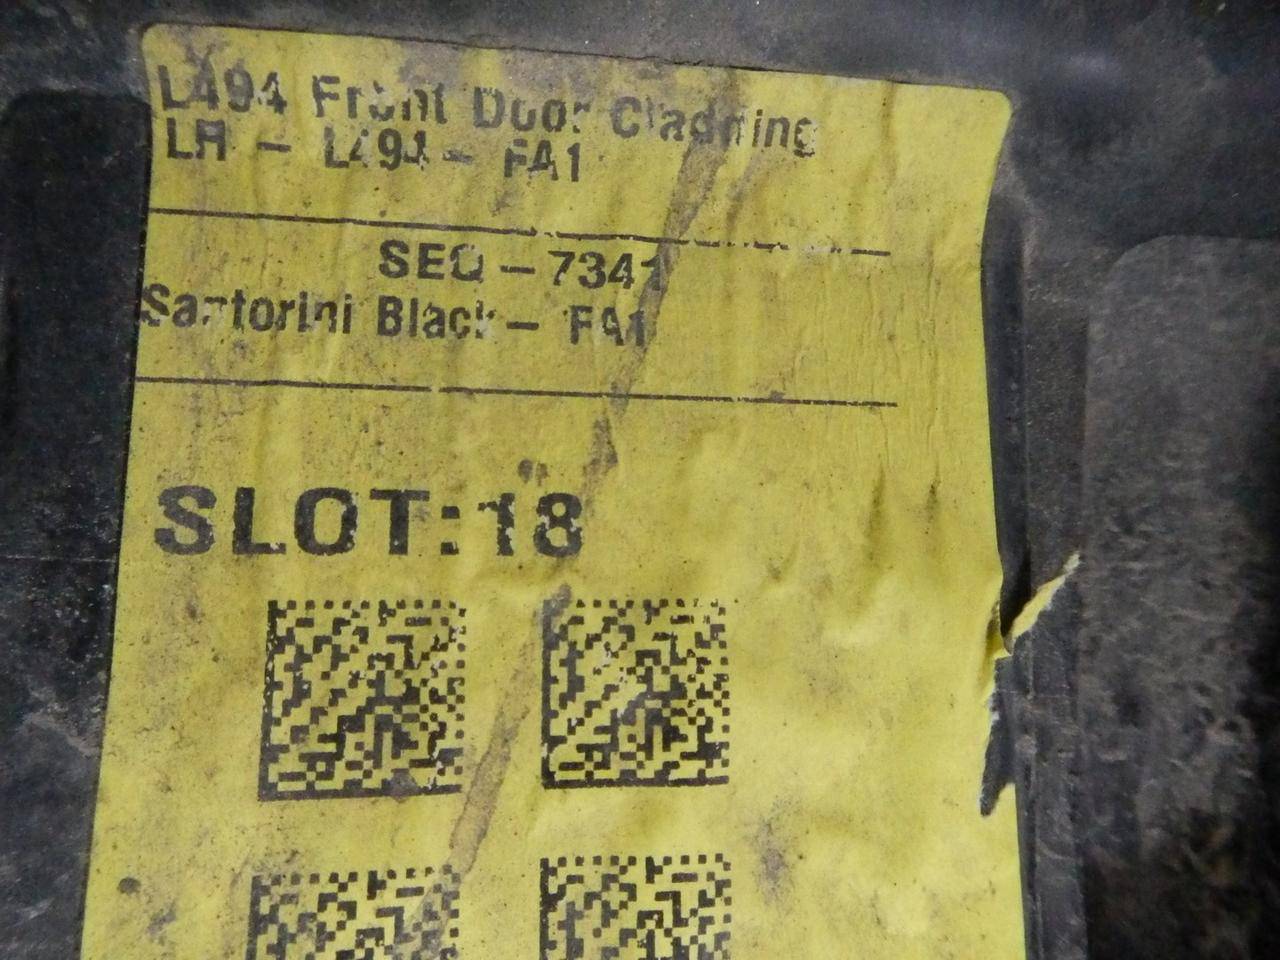 L494 Front Door Cladding
LR - L494 - FA1
SEQ - 7341
Santorini Black - FA1
SLOT:18